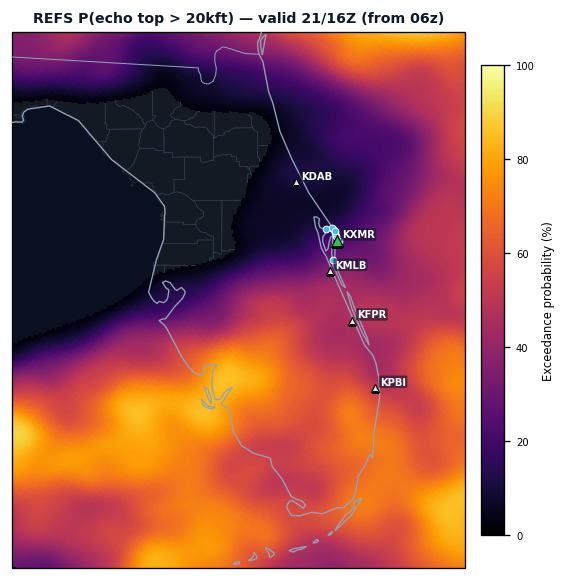 REFS P(echo top > 20kft) — valid 21/16Z (from 06z)
KDAB
KXMR
KMLB
KFPR
KPBI
100
80
60
40
20
0
Exceedance probability (%)